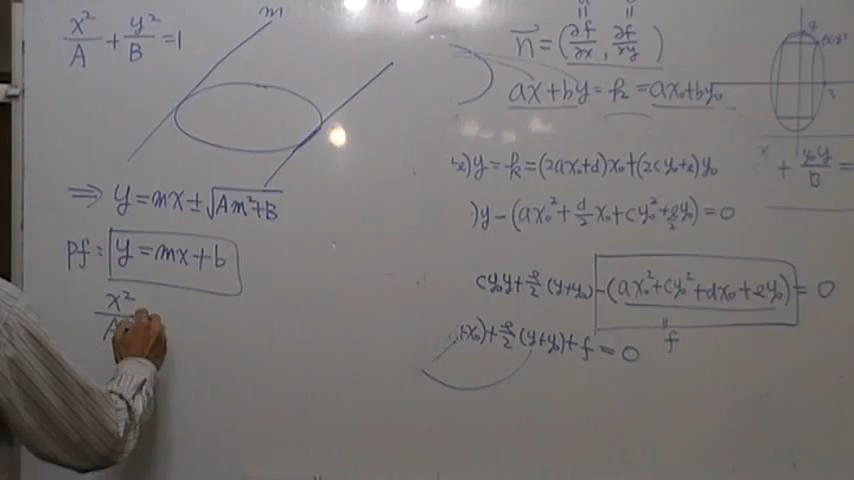 x²/A + y²/B = 1
m
⇒ y = mx ± √(Am²+B)
pf: y = mx + b
x²/A
n⃗ = (∂f/∂x, ∂f/∂y)
ax + by = k = ax₀ + by₀
)y = k = (2ax₀+d)x₀ + (2cy₀+e)y₀
)y - (ax₀² + d/2 x₀ + cy₀² + e/2 y₀) = 0
cy₀y + e/2 (y+y₀) - (ax₀² + cy₀² + dx₀ + ey₀) = 0
f
+x₀) + e/2 (y+y₀) + f = 0
+ y₀y/B =